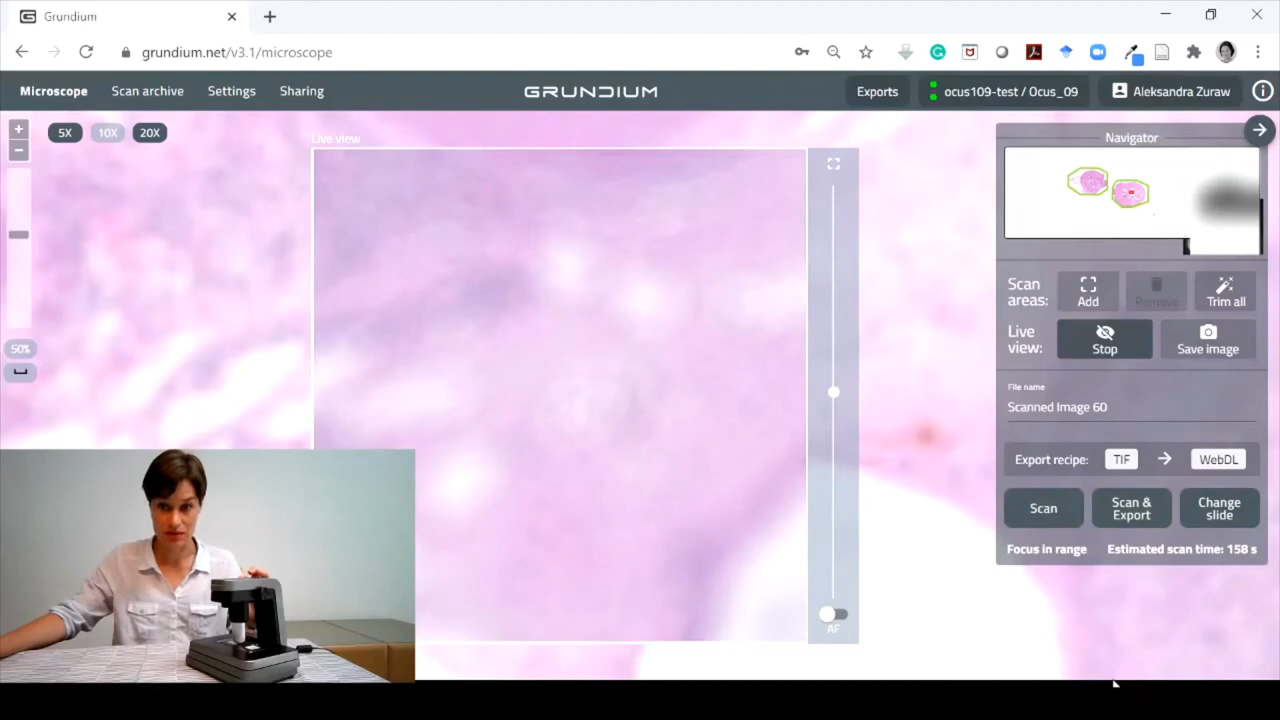 Grundium
grundium.net/v3.1/microscope
Microscope
Scan archive
Settings
Sharing
GRUNDIUM
Exports
ocus109-test / Ocus_09
Aleksandra Zuraw
5X
10X
20X
Live view
Navigator
Scan areas:
Add
Remove
Trim all
Live view:
Stop
Save image
50%
File name
Scanned Image 60
Export recipe:
TIF
WebDL
Scan
Scan & Export
Change slide
Focus in range
Estimated scan time: 158 s
AF